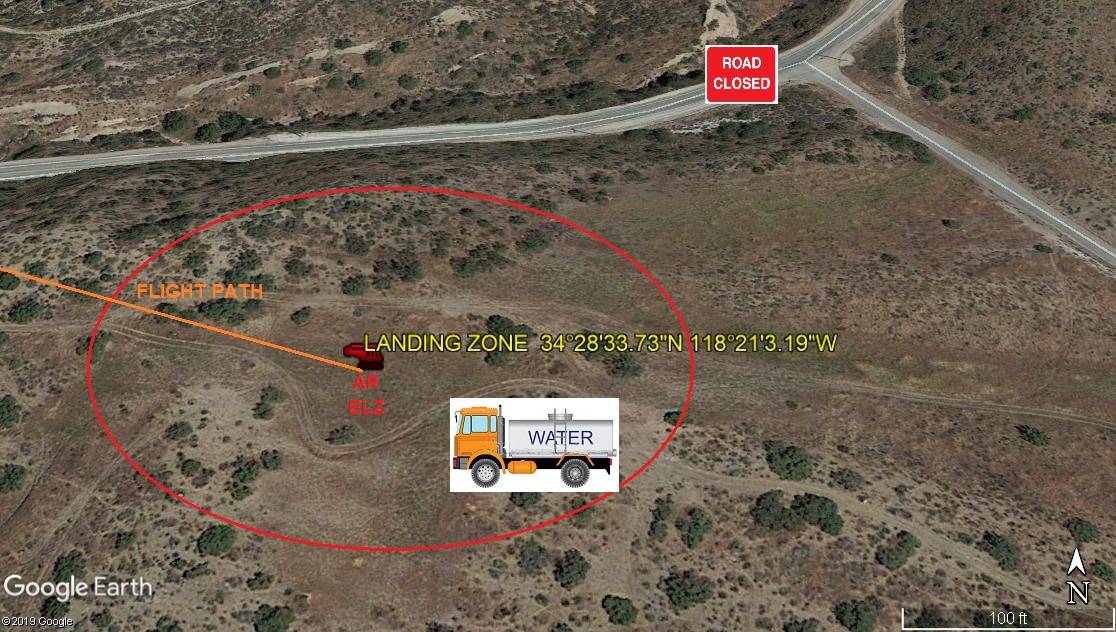 ROAD
CLOSED
FLIGHT PATH
LANDING ZONE  34°28'33.73"N 118°21'3.19"W
AR
ELZ
WATER
Google Earth
©2019 Google
N
100 ft